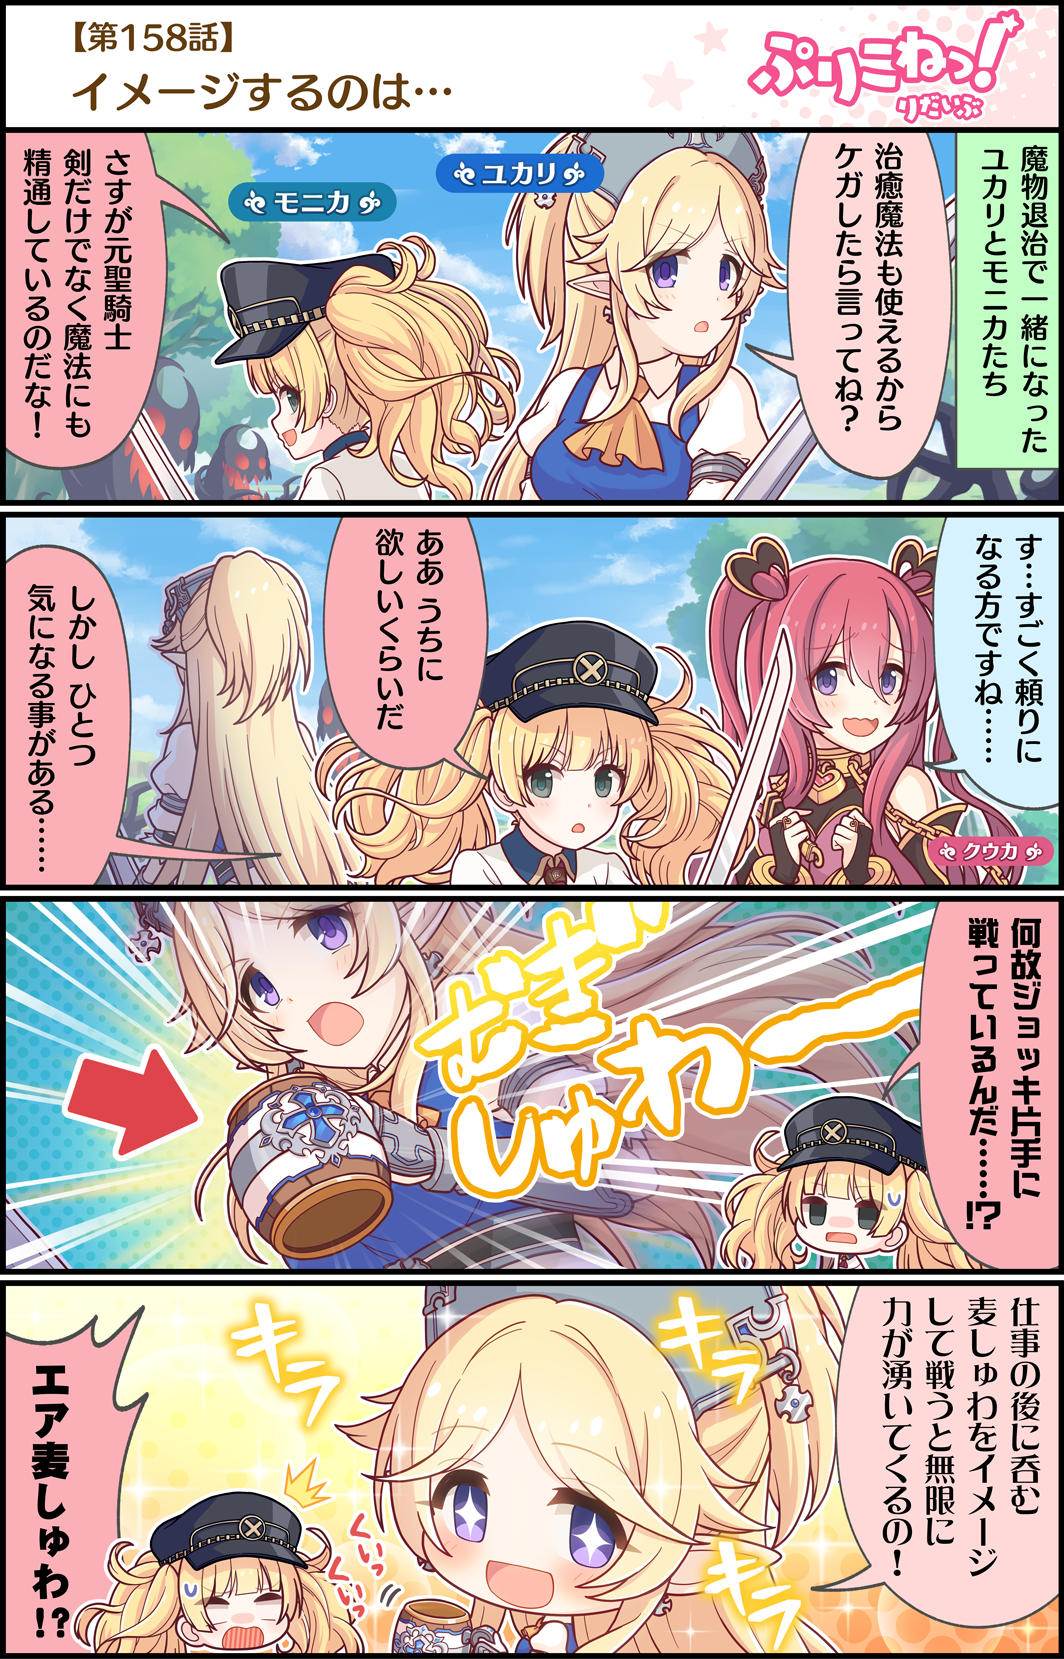 【第158話】
イメージするのは…
ぷりこねっ!
りだいぶ
魔物退治で一緒になった
ユカリとモニカたち
治癒魔法も使えるから
ケガしたら言ってね？
ユカリ
モニカ
さすが元聖騎士
剣だけでなく魔法にも
精通しているのだな！
す…すごく頼りに
なる方ですね……
クウカ
ああ うちに
欲しいくらいだ
しかし ひとつ
気になる事がある……
何故ジョッキ片手に
戦っているんだ……!?
むぎ
しゅわー
仕事の後に呑む
麦しゅわをイメージ
して戦うと無限に
力が湧いてくるの！
キラ
キラ
キラ
くいっ
くいっ
エア麦しゅわ!?